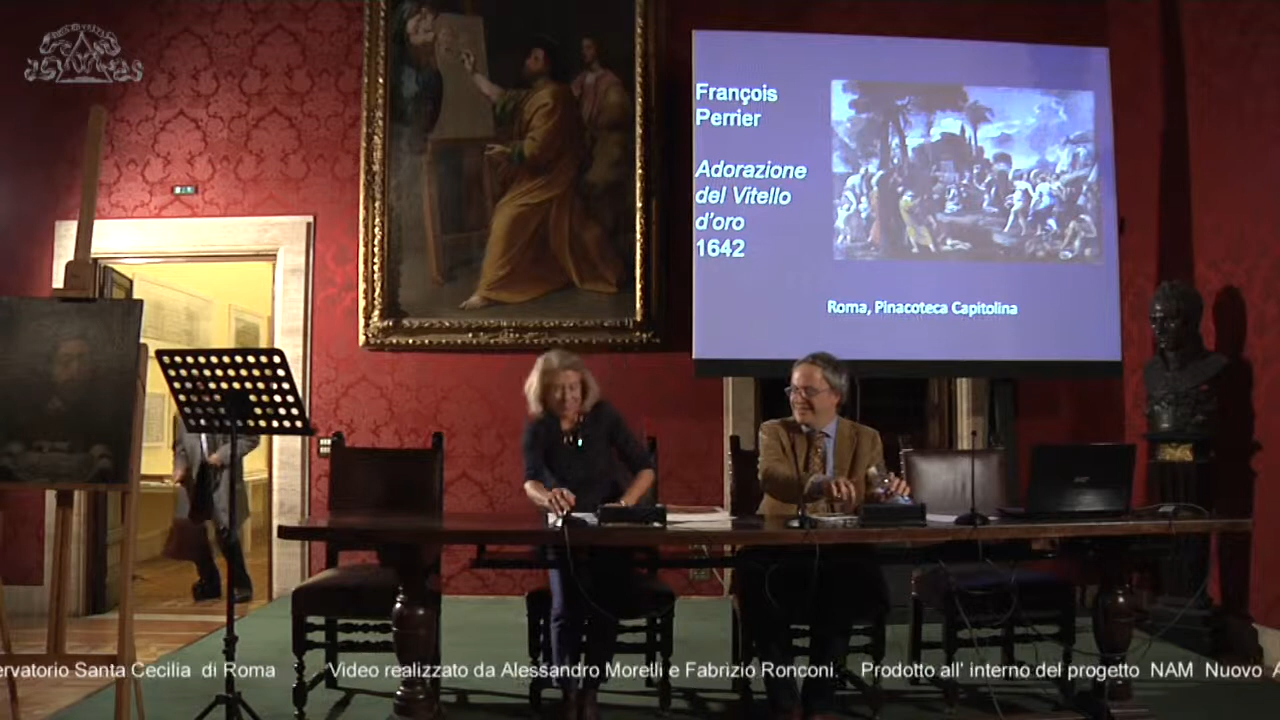 François
Perrier
Adorazione
del Vitello
d'oro
1642
Roma, Pinacoteca Capitolina
ervatorio Santa Cecilia di Roma Video realizzato da Alessandro Morelli e Fabrizio Ronconi. Prodotto all' interno del progetto NAM Nuovo A